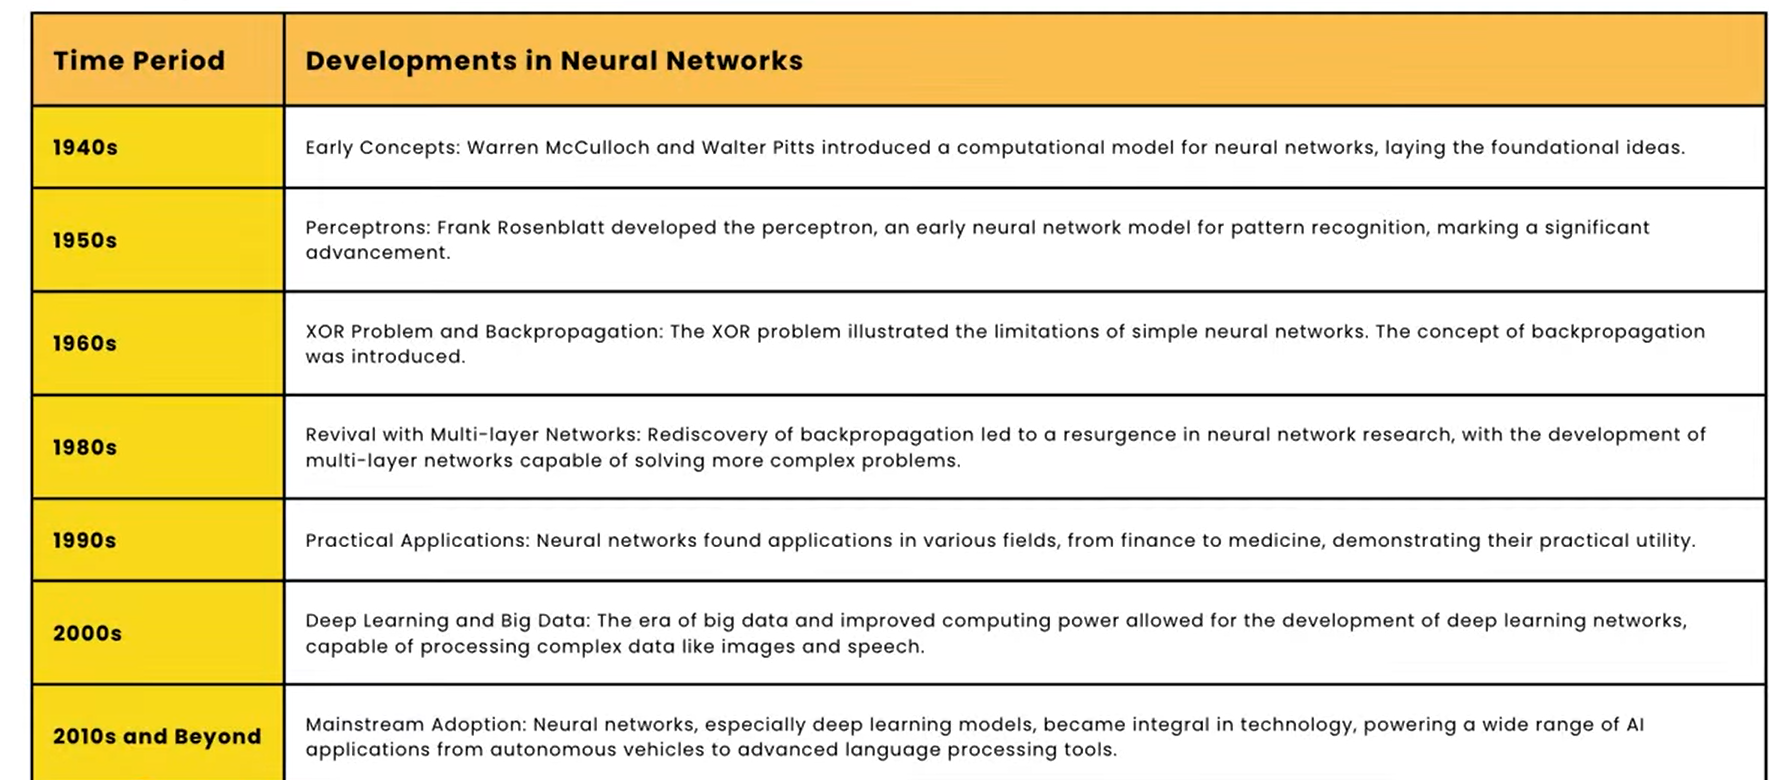 Time Period
Developments in Neural Networks
1940s
Early Concepts: Warren McCulloch and Walter Pitts introduced a computational model for neural networks, laying the foundational ideas.
1950s
Perceptrons: Frank Rosenblatt developed the perceptron, an early neural network model for pattern recognition, marking a significant
advancement.
1960s
XOR Problem and Backpropagation: The XOR problem illustrated the limitations of simple neural networks. The concept of backpropagation
was introduced.
1980s
Revival with Multi-layer Networks: Rediscovery of backpropagation led to a resurgence in neural network research, with the development of
multi-layer networks capable of solving more complex problems.
1990s
Practical Applications: Neural networks found applications in various fields, from finance to medicine, demonstrating their practical utility.
2000s
Deep Learning and Big Data: The era of big data and improved computing power allowed for the development of deep learning networks,
capable of processing complex data like images and speech.
2010s and Beyond
Mainstream Adoption: Neural networks, especially deep learning models, became integral in technology, powering a wide range of AI
applications from autonomous vehicles to advanced language processing tools.